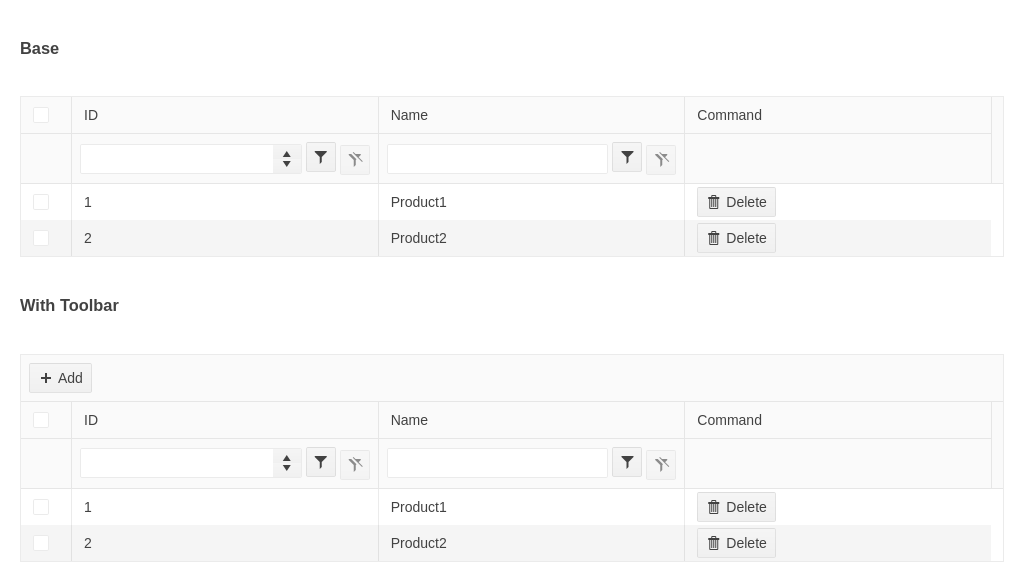 Base
ID Name Command
1 Product1 Delete
2 Product2 Delete
With Toolbar
Add
ID Name Command
1 Product1 Delete
2 Product2 Delete